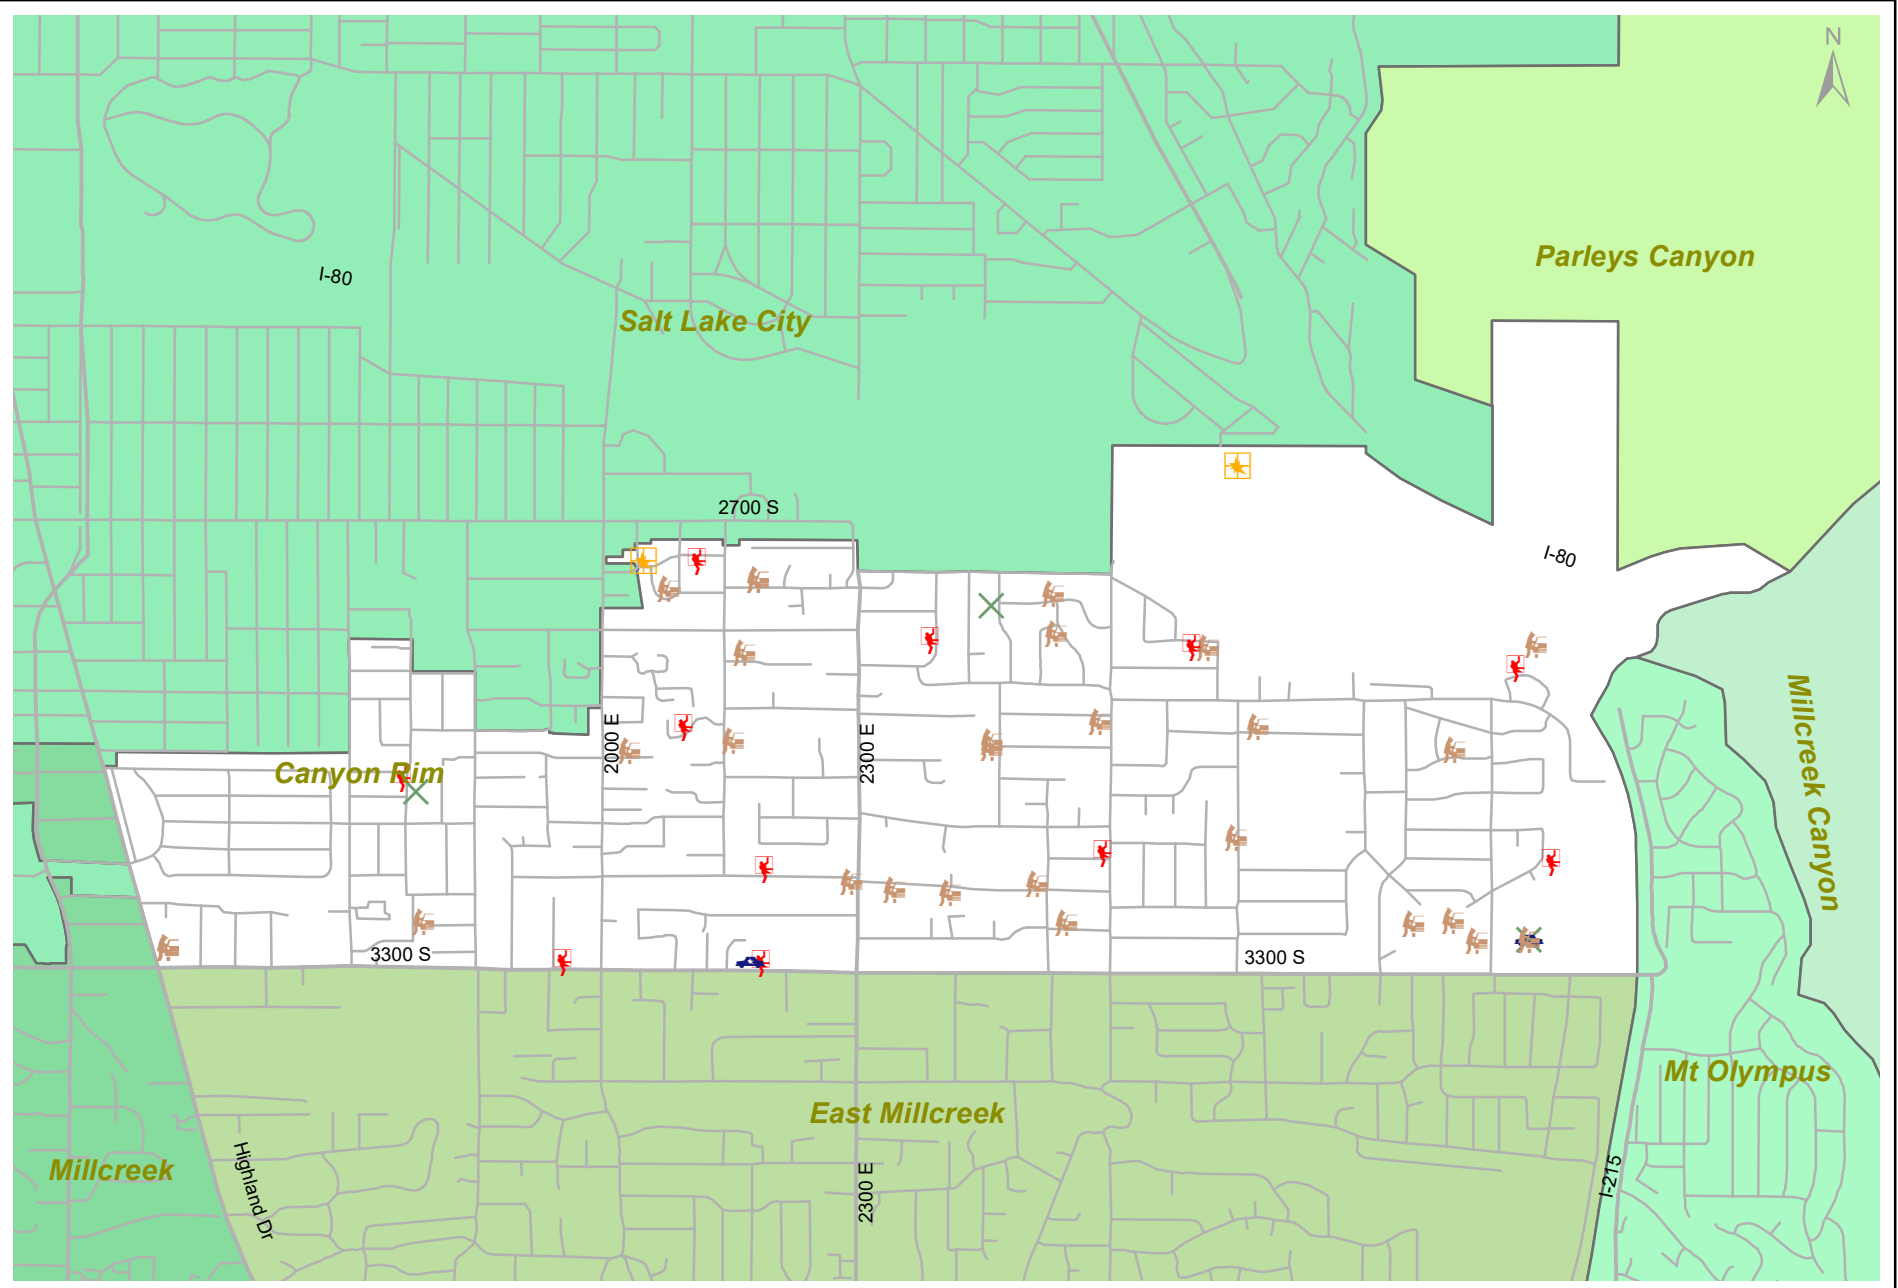 N
Parleys Canyon
I-80
Salt Lake City
2700 S
I-80
Millcreek Canyon
2000 E
2300 E
Canyon Rim
3300 S
3300 S
Mt Olympus
East Millcreek
Millcreek
Highland Dr
2300 E
I-215